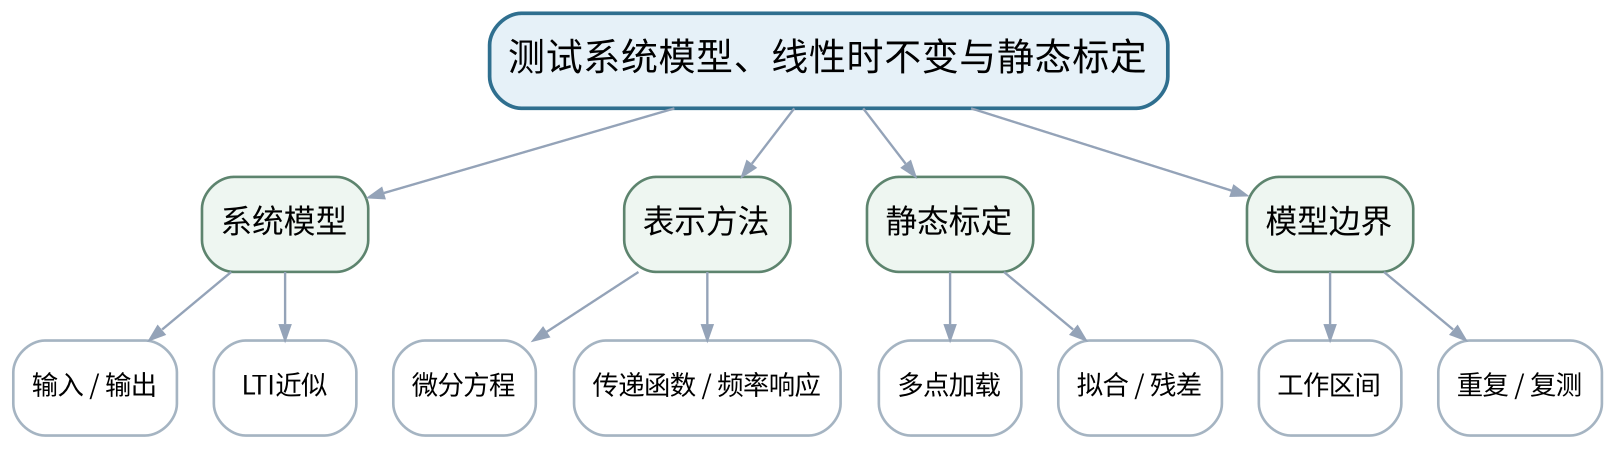 测试系统模型、线性时不变与静态标定
系统模型
表示方法
静态标定
模型边界
输入 / 输出
LTI近似
微分方程
传递函数 / 频率响应
多点加载
拟合 / 残差
工作区间
重复 / 复测